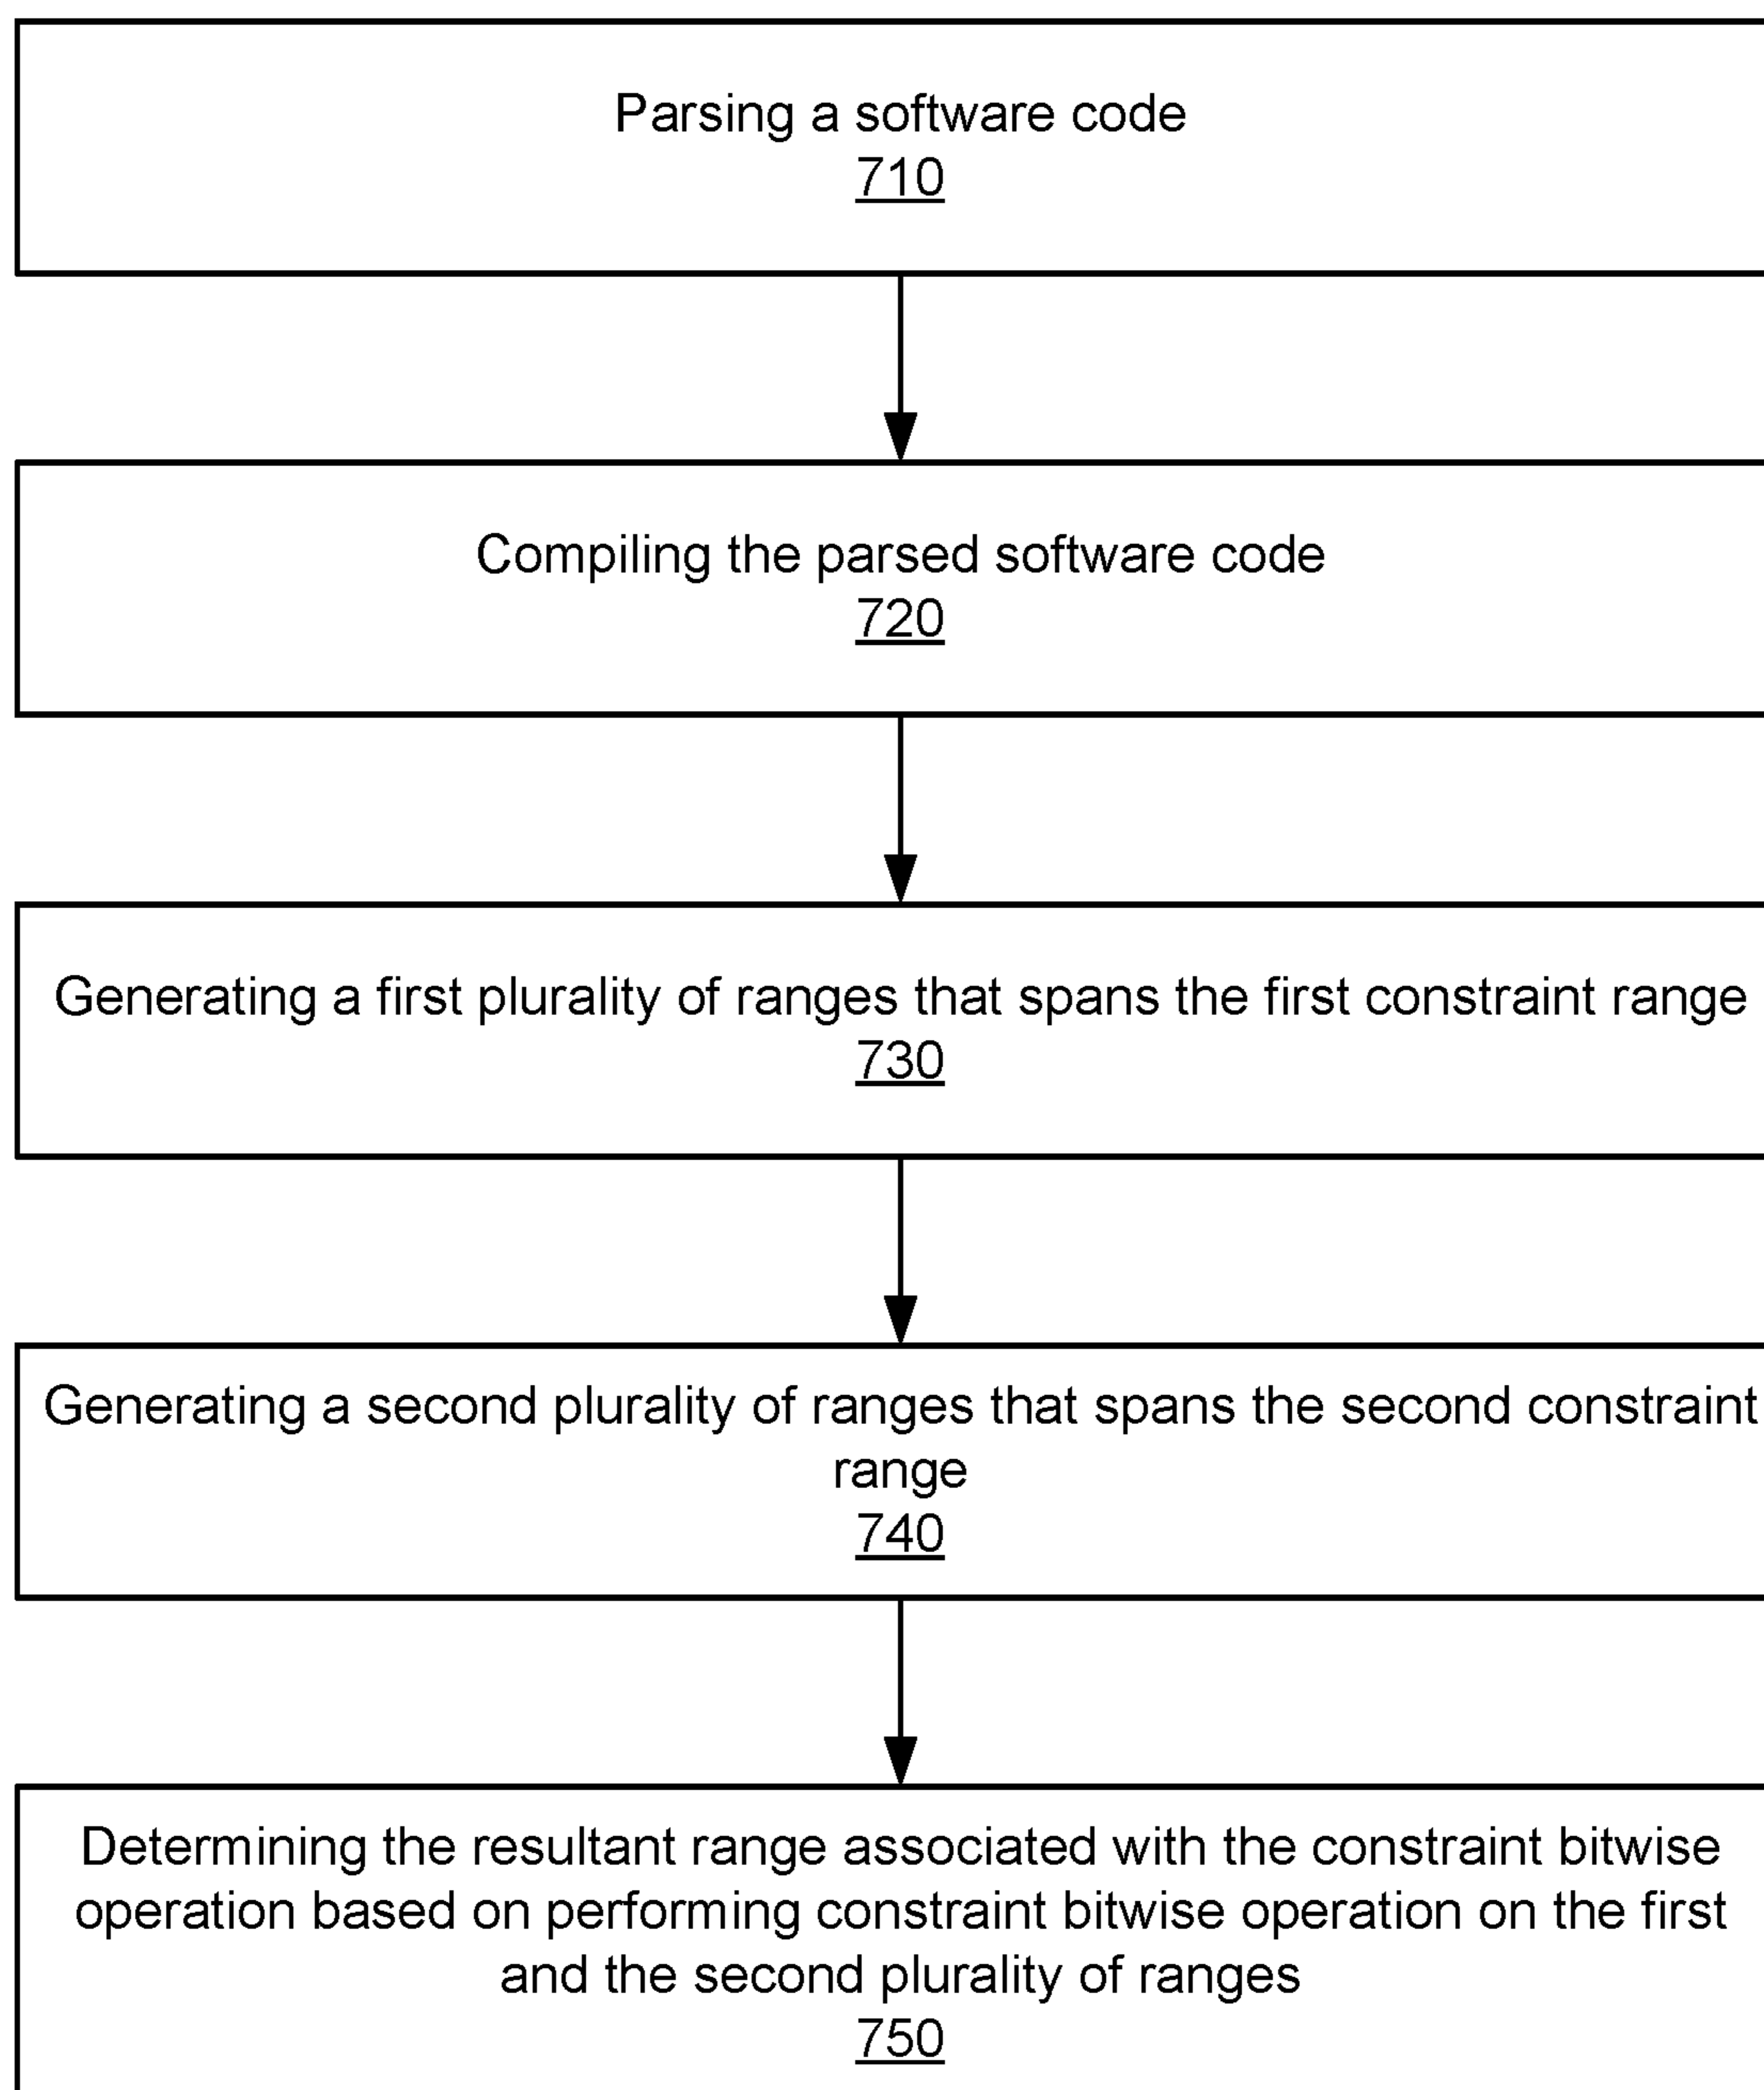 Parsing a software code
710
Compiling the parsed software code
720
Generating a first plurality of ranges that spans the first constraint range
730
Generating a second plurality of ranges that spans the second constraint
range
740
Determining the resultant range associated with the constraint bitwise
operation based on performing constraint bitwise operation on the first
and the second plurality of ranges
750